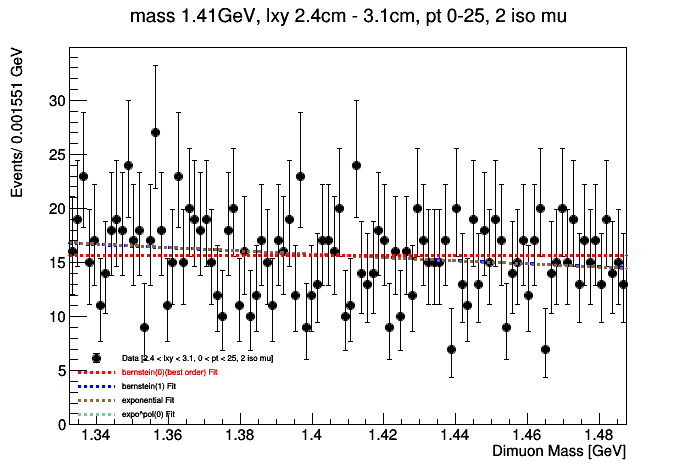 mass 1.41GeV, lxy 2.4cm - 3.1cm, pt 0-25, 2 iso mu
Events/ 0.001551 GeV
30
25
20
15
10
5
0
Data [2.4 < lxy < 3.1, 0 < pt < 25, 2 iso mu]
bernstein(0)(best order) Fit
bernstein(1) Fit
exponential Fit
expo^pol(0) Fit
1.34 1.36 1.38 1.4 1.42 1.44 1.46 1.48
Dimuon Mass [GeV]